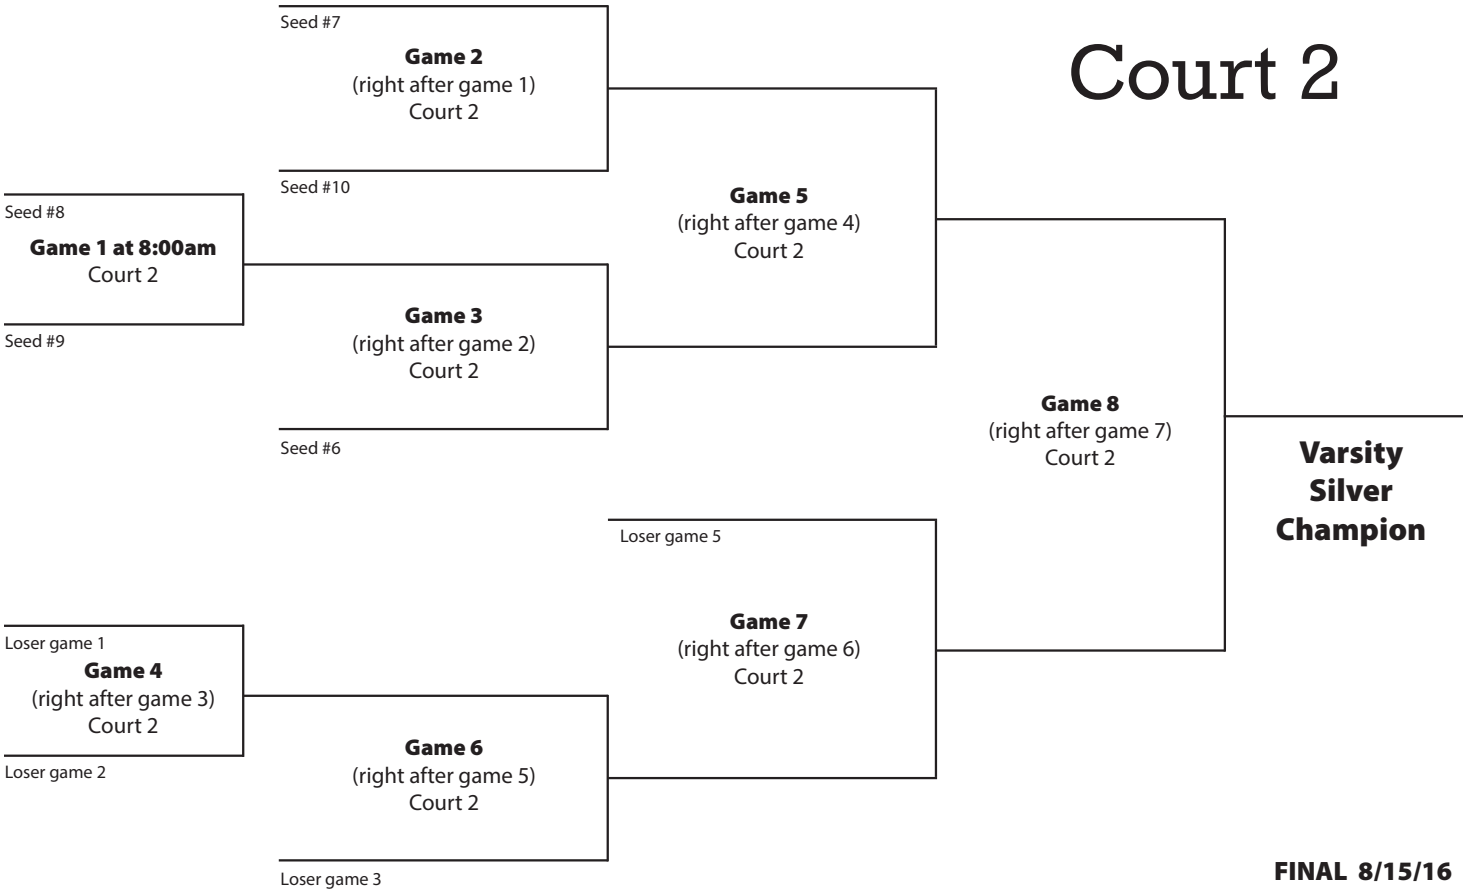 Court 2
Seed #7
Game 2
(right after game 1)
Court 2
Seed #10
Seed #8
Game 1 at 8:00am
Court 2
Seed #9
Game 5
(right after game 4)
Court 2
Game 3
(right after game 2)
Court 2
Seed #6
Game 8
(right after game 7)
Court 2
Varsity
Silver
Champion
Loser game 5
Game 7
(right after game 6)
Court 2
Loser game 1
Game 4
(right after game 3)
Court 2
Loser game 2
Game 6
(right after game 5)
Court 2
Loser game 3
FINAL 8/15/16